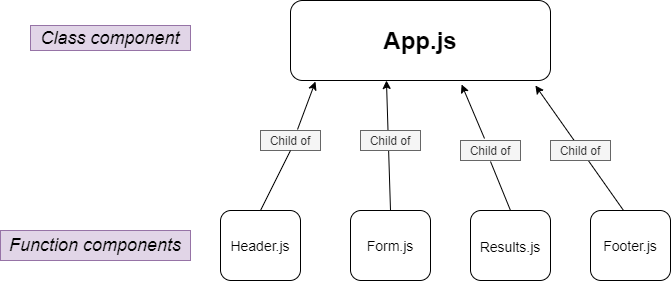 Class component
App.js
Child of
Child of
Child of
Child of
Function components
Header.js
Form.js
Results.js
Footer.js